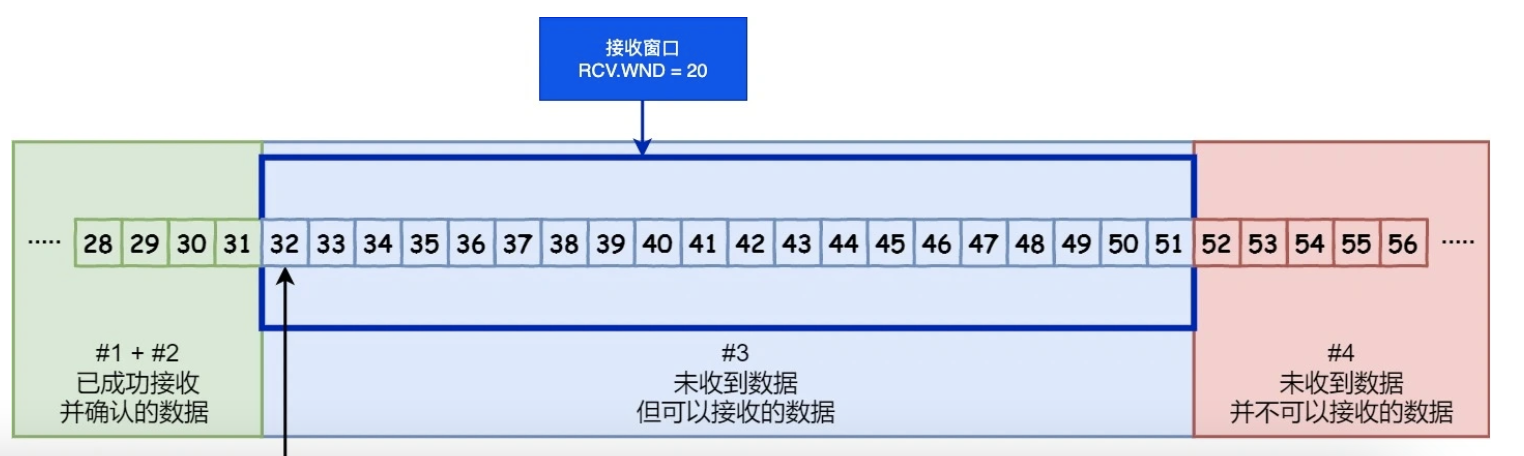 接收窗口
RCV.WND = 20
..... 28 29 30 31 32 33 34 35 36 37 38 39 40 41 42 43 44 45 46 47 48 49 50 51 52 53 54 55 56 .....
#1 + #2
已成功接收
并确认的数据
#3
未收到数据
但可以接收的数据
#4
未收到数据
并不可以接收的数据